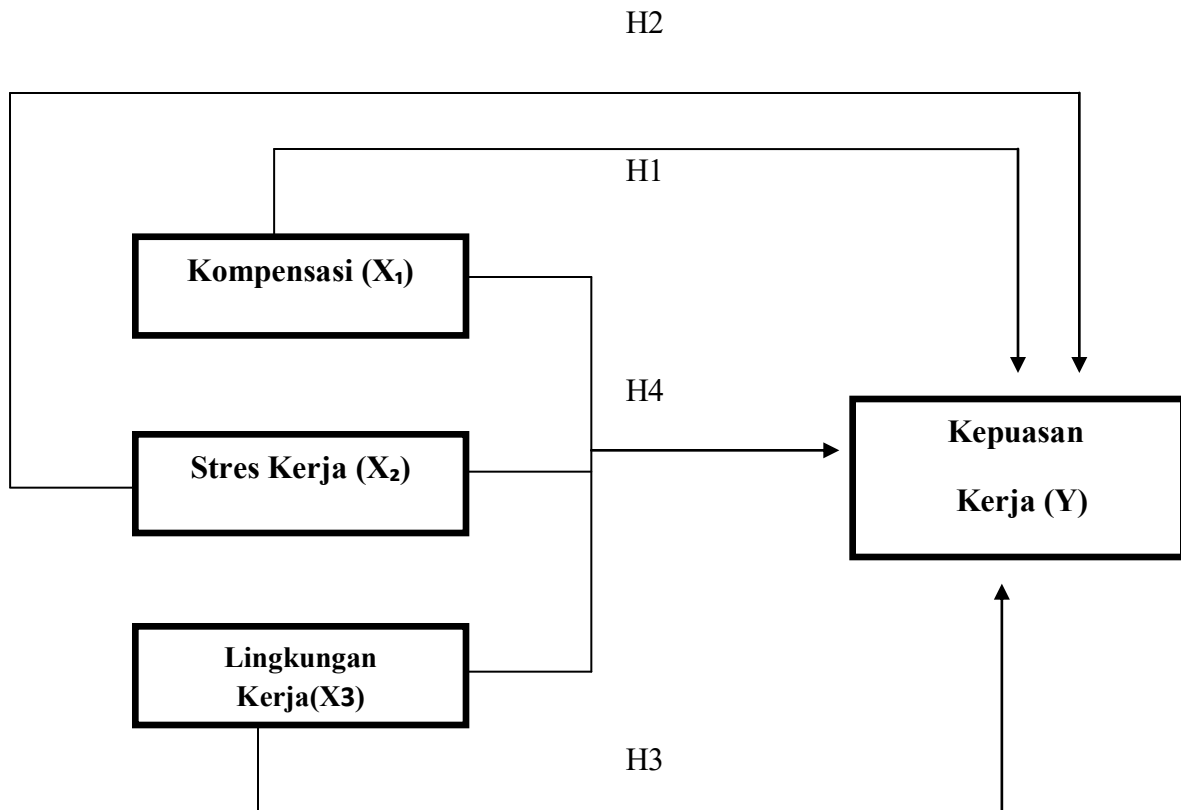 H2
H1
Kompensasi (X₁)
H4
Kepuasan
Kerja (Y)
Stres Kerja (X₂)
Lingkungan
Kerja(X3)
H3